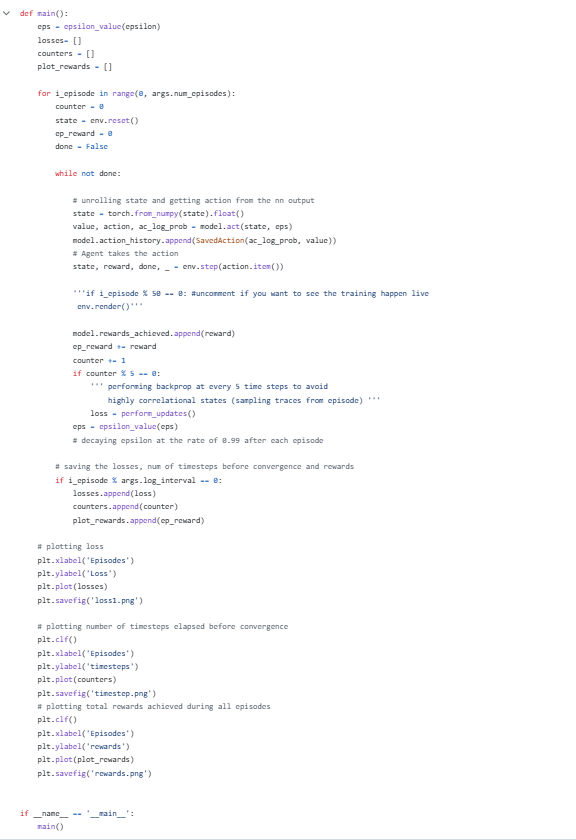 def main():
    eps = epsilon_value(epsilon)
    losses= []
    counters = []
    plot_rewards = []

    for i_episode in range(0, args.num_episodes):
        counter = 0
        state = env.reset()
        ep_reward = 0
        done = False

        while not done:

            # unrolling state and getting action from the nn output
            state = torch.from_numpy(state).float()
            value, action, ac_log_prob = model.act(state, eps)
            model.action_history.append(SavedAction(ac_log_prob, value))
            # Agent takes the action
            state, reward, done, _ = env.step(action.item())

            '''if i_episode % 50 == 0: #uncomment if you want to see the training happen live
             env.render()'''

            model.rewards_achieved.append(reward)
            ep_reward += reward
            counter += 1
            if counter % 5 == 0:
                ''' performing backprop at every 5 time steps to avoid
                    highly correlational states (sampling traces from episode) '''
                loss = perform_updates()
            eps = epsilon_value(eps)
            # decaying epsilon at the rate of 0.99 after each episode

        # saving the losses, num of timesteps before convergence and rewards
        if i_episode % args.log_interval == 0:
            losses.append(loss)
            counters.append(counter)
            plot_rewards.append(ep_reward)

    # plotting loss
    plt.xlabel('Episodes')
    plt.ylabel('Loss')
    plt.plot(losses)
    plt.savefig('loss1.png')

    # plotting number of timesteps elapsed before convergence
    plt.clf()
    plt.xlabel('Episodes')
    plt.ylabel('timesteps')
    plt.plot(counters)
    plt.savefig('timestep.png')
    # plotting total rewards achieved during all episodes
    plt.clf()
    plt.xlabel('Episodes')
    plt.ylabel('rewards')
    plt.plot(plot_rewards)
    plt.savefig('rewards.png')


if __name__ == '__main__':
    main()